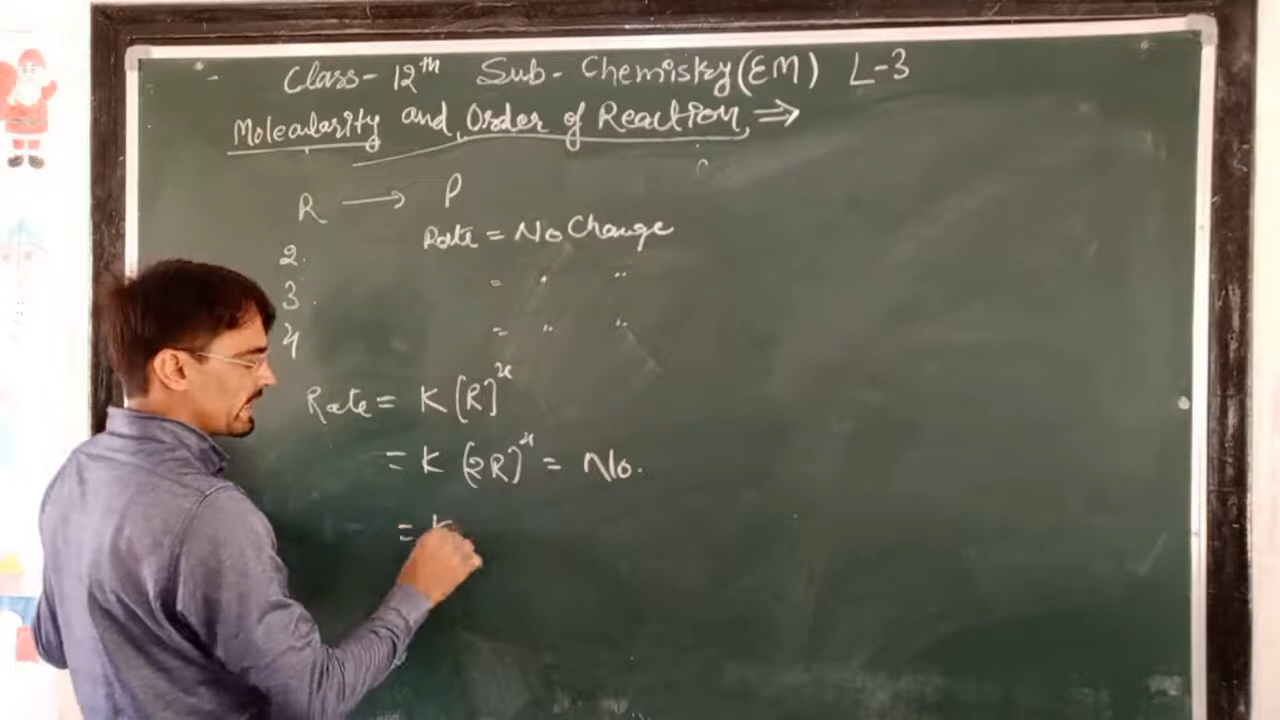 Class-12th Sub-Chemistry(EM) L-3
Molecularity and Order of Reaction ⇒
R → P
Rate = No Change
2.
3. = " "
4 = " "
Rate = K [R]^x
= K [2R]^x = No.
= K